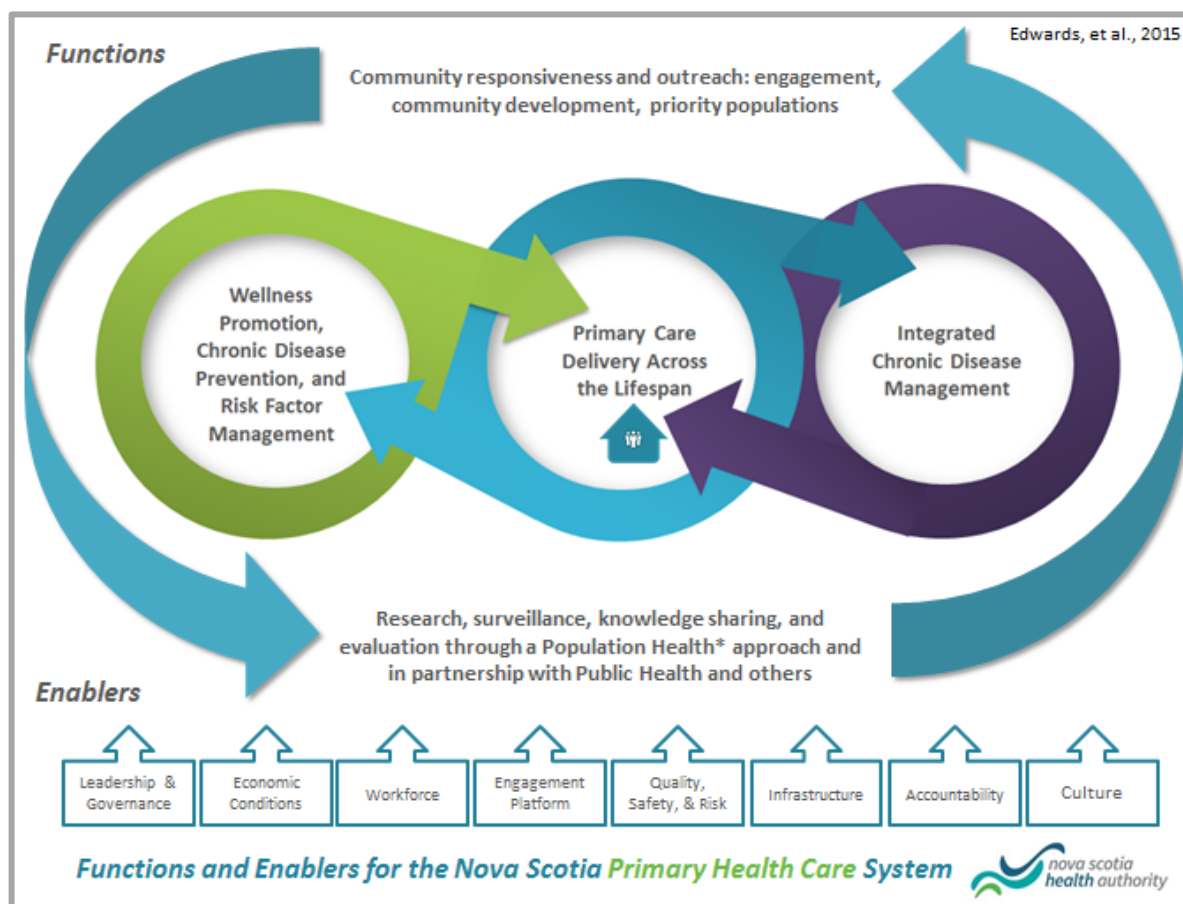 Functions
Edwards, et al., 2015
Community responsiveness and outreach: engagement,
community development, priority populations
Wellness
Promotion,
Chronic Disease
Prevention, and
Risk Factor
Management
Primary Care
Delivery Across
the Lifespan
Integrated
Chronic Disease
Management
Research, surveillance, knowledge sharing, and
evaluation through a Population Health* approach and
in partnership with Public Health and others
Enablers
Leadership &
Governance
Economic
Conditions
Workforce
Engagement
Platform
Quality,
Safety, & Risk
Infrastructure
Accountability
Culture
Functions and Enablers for the Nova Scotia Primary Health Care System
nova scotia
health authority